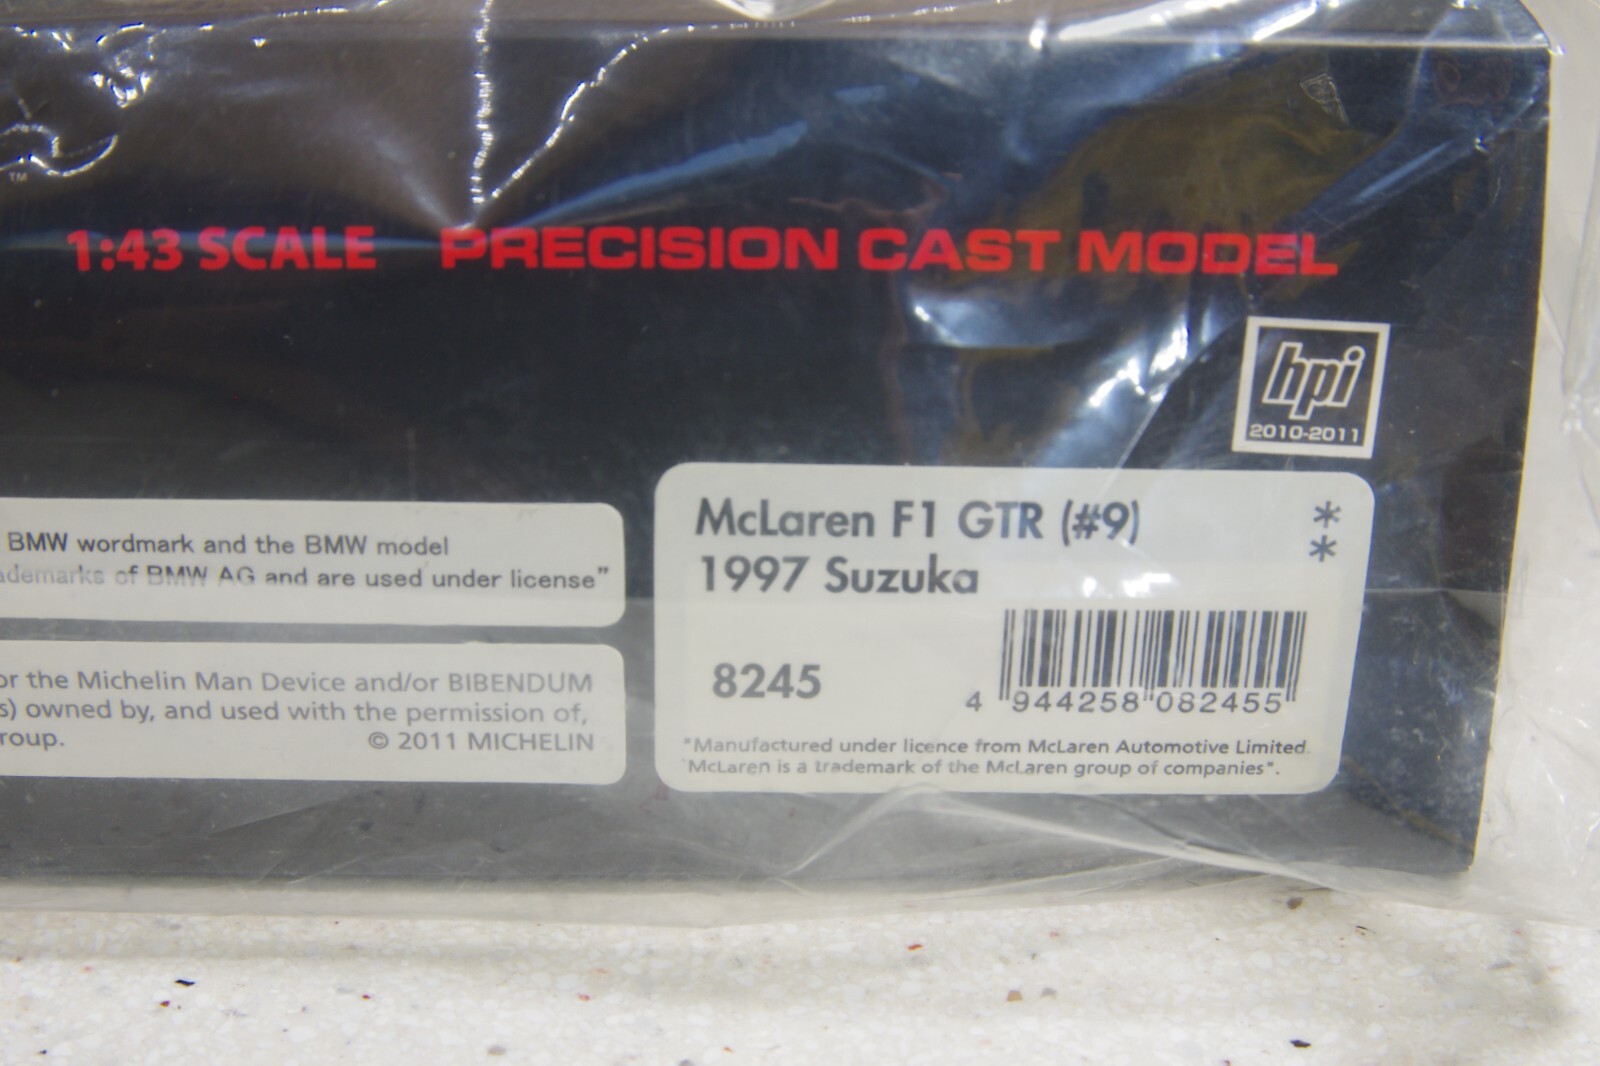 TM
1:43 SCALE PRECISION CAST MODEL
hpi
2010-2011
BMW wordmark and the BMW model
ademarks of BMW AG and are used under license”
or the Michelin Man Device and/or BIBENDUM
s) owned by, and used with the permission of,
roup.
© 2011 MICHELIN
McLaren F1 GTR (#9) *
1997 Suzuka *
8245
4 944258 082455
"Manufactured under licence from McLaren Automotive Limited.
McLaren is a trademark of the McLaren group of companies".